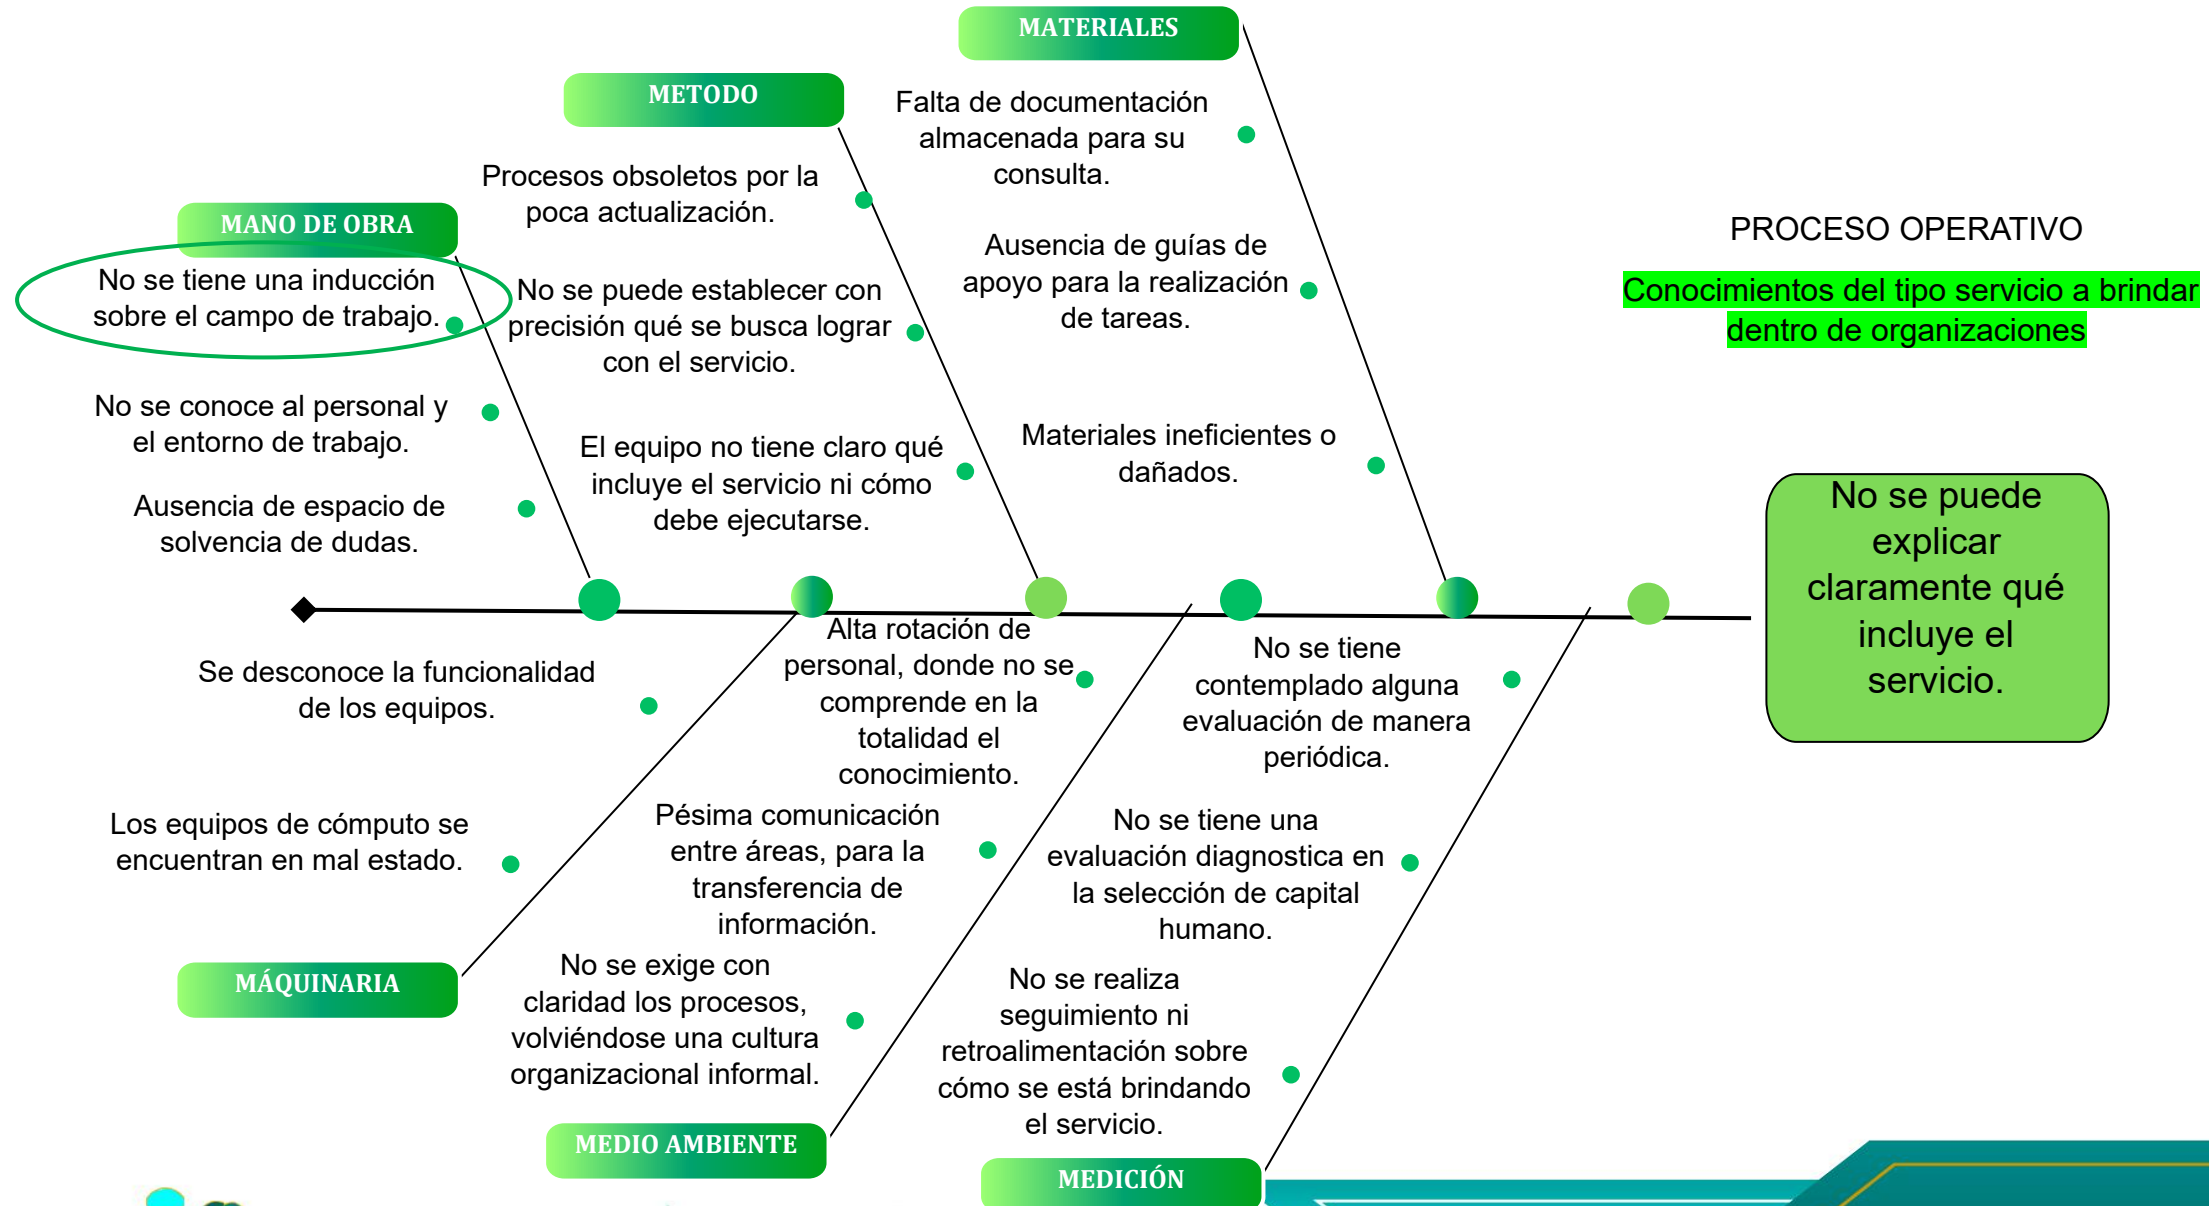 MATERIALES
Falta de documentación
almacenada para su
consulta.
Ausencia de guías de
apoyo para la realización
de tareas.
Materiales ineficientes o
dañados.
METODO
Procesos obsoletos por la
poca actualización.
No se puede establecer con
precisión qué se busca lograr
con el servicio.
El equipo no tiene claro qué
incluye el servicio ni cómo
debe ejecutarse.
MANO DE OBRA
No se tiene una inducción
sobre el campo de trabajo.
No se conoce al personal y
el entorno de trabajo.
Ausencia de espacio de
solvencia de dudas.
PROCESO OPERATIVO
Conocimientos del tipo servicio a brindar
dentro de organizaciones
No se puede
explicar
claramente qué
incluye el
servicio.
Se desconoce la funcionalidad
de los equipos.
Los equipos de cómputo se
encuentran en mal estado.
MÁQUINARIA
Alta rotación de
personal, donde no se
comprende en la
totalidad el
conocimiento.
Pésima comunicación
entre áreas, para la
transferencia de
información.
No se exige con
claridad los procesos,
volviéndose una cultura
organizacional informal.
MEDIO AMBIENTE
No se tiene
contemplado alguna
evaluación de manera
periódica.
No se tiene una
evaluación diagnostica en
la selección de capital
humano.
No se realiza
seguimiento ni
retroalimentación sobre
cómo se está brindando
el servicio.
MEDICIÓN